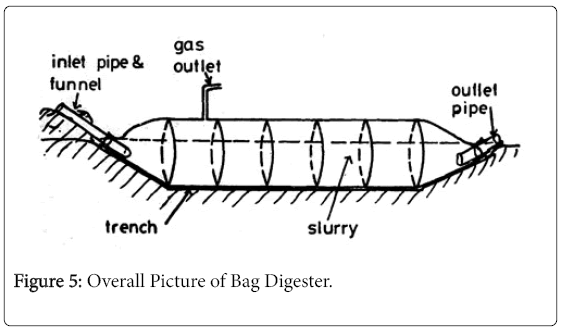 gas
outlet
inlet pipe &
funnel
outlet
pipe
trench
slurry
Figure 5: Overall Picture of Bag Digester.